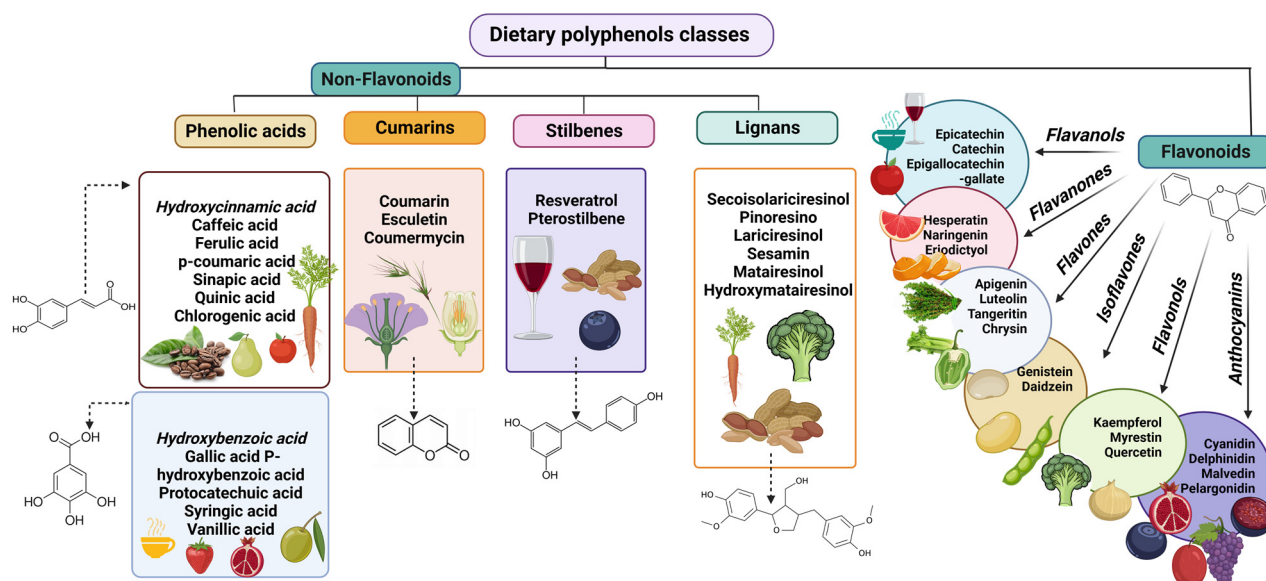 Dietary polyphenols classes
Non-Flavonoids
Phenolic acids
Cumarins
Stilbenes
Lignans
Flavonoids
Hydroxycinnamic acid
Caffeic acid
Ferulic acid
p-coumaric acid
Sinapic acid
Quinic acid
Chlorogenic acid
HO
HO
O
OH
Hydroxybenzoic acid
Gallic acid P-
hydroxybenzoic acid
Protocatechuic acid
Syringic acid
Vanillic acid
O
OH
HO
OH
OH
Coumarin
Esculetin
Coumermycin
O
O
Resveratrol
Pterostilbene
OH
HO
OH
Secoisolariciresinol
Pinoresino
Lariciresinol
Sesamin
Matairesinol
Hydroxymatairesinol
OH
HO
O
O
O
OH
Flavanols
Epicatechin
Catechin
Epigallocatechin
-gallate
Flavanones
Hesperatin
Naringenin
Eriodictyol
Flavones
Apigenin
Luteolin
Tangeritin
Chrysin
Isoflavones
Genistein
Daidzein
Flavonols
Kaempferol
Myrestin
Quercetin
Anthocyanins
Cyanidin
Delphinidin
Malvedin
Pelargonidin
O
O